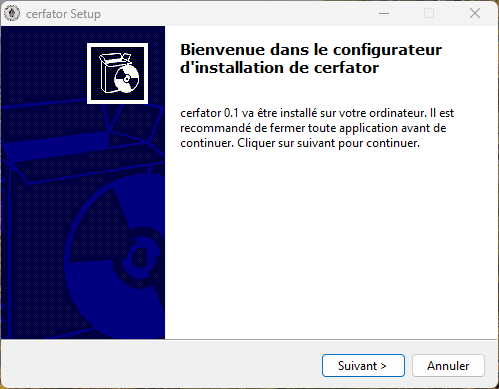 cerfator Setup
Bienvenue dans le configurateur
d'installation de cerfator
cerfator 0.1 va être installé sur votre ordinateur. Il est
recommandé de fermer toute application avant de
continuer. Cliquer sur suivant pour continuer.
Suivant >
Annuler